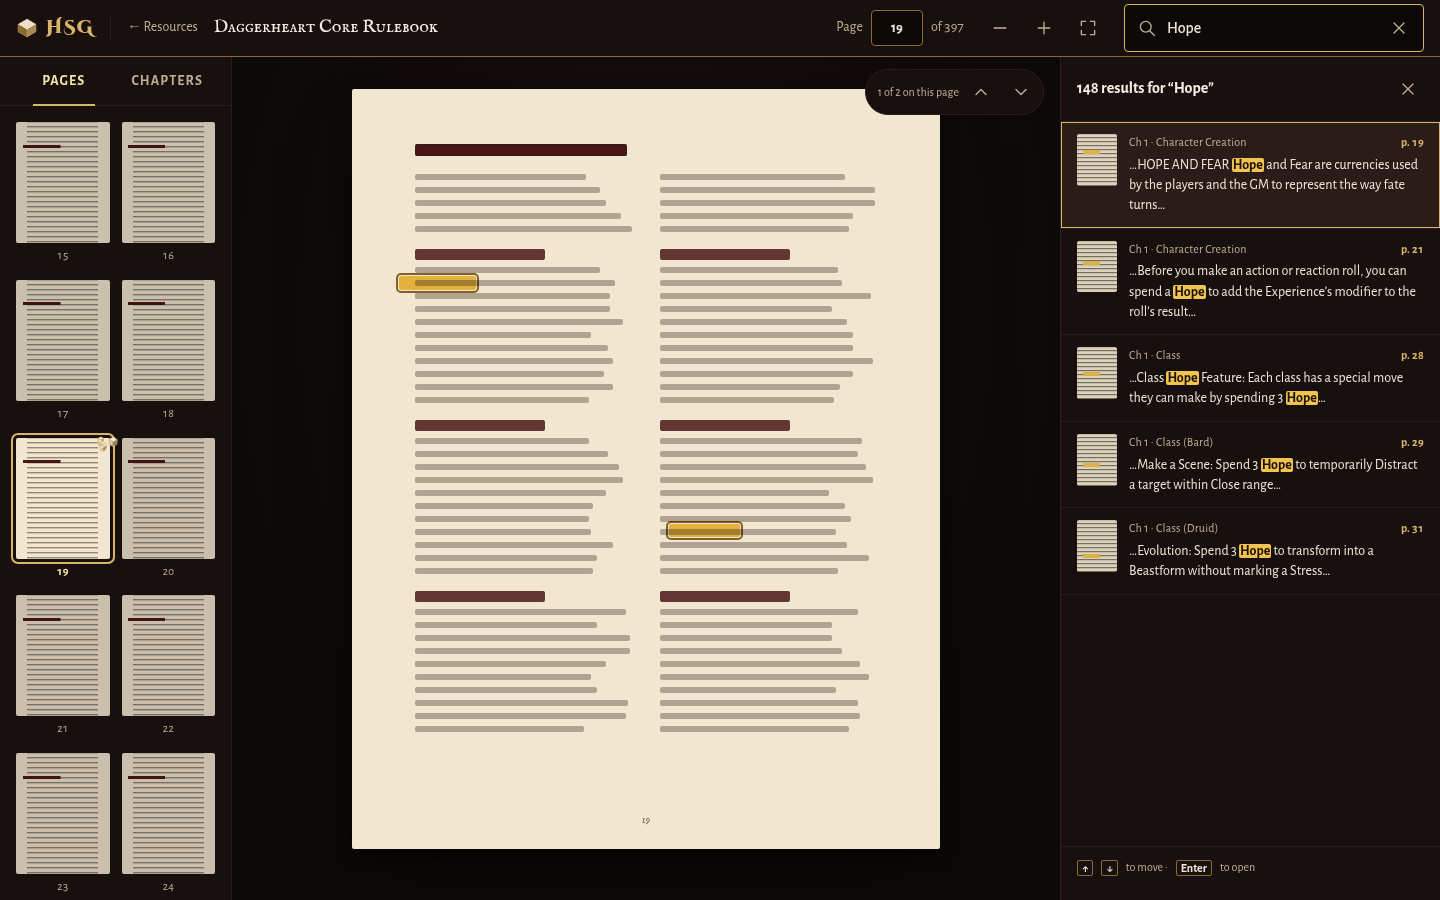 HSG
← Resources
Daggerheart Core Rulebook
Page 19 of 397
Hope
PAGES
CHAPTERS
15
16
17
18
19
20
21
22
23
24
1 of 2 on this page
19
148 results for “Hope”
Ch 1 · Character Creation
p. 19
…HOPE AND FEAR Hope and Fear are currencies used
by the players and the GM to represent the way fate
turns…
Ch 1 · Character Creation
p. 21
…Before you make an action or reaction roll, you can
spend a Hope to add the Experience's modifier to the
roll's result…
Ch 1 · Class
p. 28
…Class Hope Feature: Each class has a special move
they can make by spending 3 Hope…
Ch 1 · Class (Bard)
p. 29
…Make a Scene: Spend 3 Hope to temporarily Distract
a target within Close range…
Ch 1 · Class (Druid)
p. 31
…Evolution: Spend 3 Hope to transform into a
Beastform without marking a Stress…
↑ ↓ to move · Enter to open